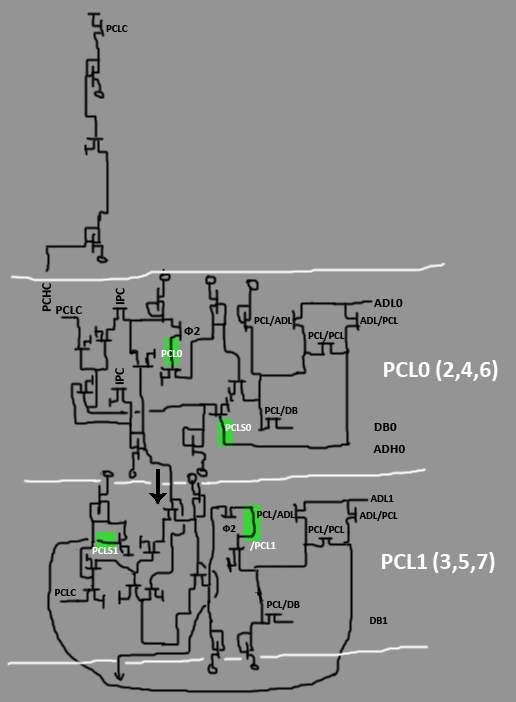 PCLC
PCHC
PCLC
IPC
Φ2
PCL0
IPC
PCLS0
PCL/ADL
PCL/PCL
ADL0
ADL/PCL
PCL/DB
DB0
ADH0
PCL0 (2,4,6)
PCLS1
PCLC
Φ2
PCL/ADL
/PCL1
PCL/PCL
ADL1
ADL/PCL
PCL/DB
DB1
PCL1 (3,5,7)